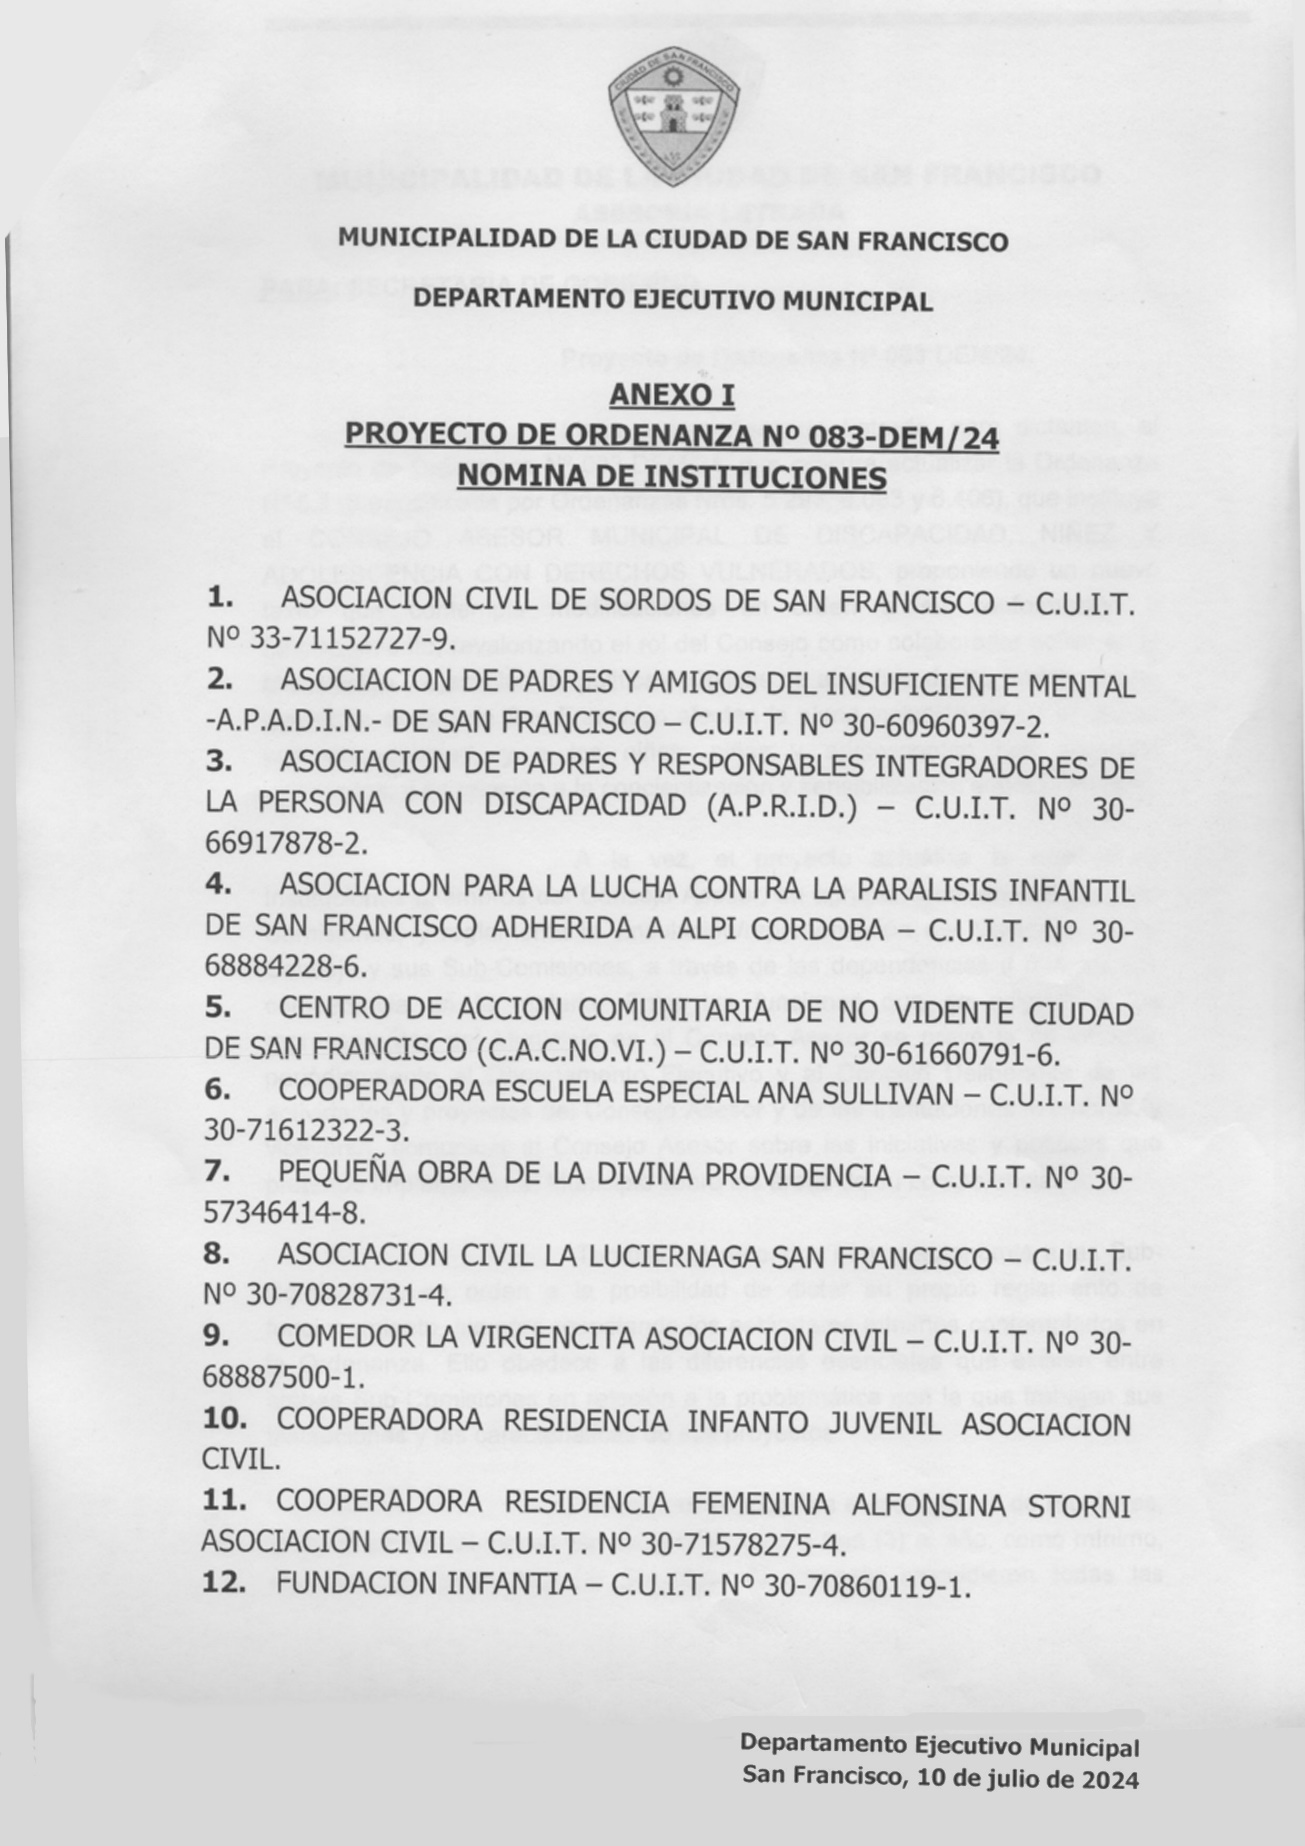 CIUDAD DE SAN FRANCISCO
MUNICIPALIDAD DE LA CIUDAD DE SAN FRANCISCO
DEPARTAMENTO EJECUTIVO MUNICIPAL
ANEXO I
PROYECTO DE ORDENANZA Nº 083-DEM/24
NOMINA DE INSTITUCIONES
1. ASOCIACION CIVIL DE SORDOS DE SAN FRANCISCO – C.U.I.T.
Nº 33-71152727-9.
2. ASOCIACION DE PADRES Y AMIGOS DEL INSUFICIENTE MENTAL
-A.P.A.D.I.N.- DE SAN FRANCISCO – C.U.I.T. Nº 30-60960397-2.
3. ASOCIACION DE PADRES Y RESPONSABLES INTEGRADORES DE
LA PERSONA CON DISCAPACIDAD (A.P.R.I.D.) – C.U.I.T. Nº 30-
66917878-2.
4. ASOCIACION PARA LA LUCHA CONTRA LA PARALISIS INFANTIL
DE SAN FRANCISCO ADHERIDA A ALPI CORDOBA – C.U.I.T. Nº 30-
68884228-6.
5. CENTRO DE ACCION COMUNITARIA DE NO VIDENTE CIUDAD
DE SAN FRANCISCO (C.A.C.NO.VI.) – C.U.I.T. Nº 30-61660791-6.
6. COOPERADORA ESCUELA ESPECIAL ANA SULLIVAN – C.U.I.T. Nº
30-71612322-3.
7. PEQUEÑA OBRA DE LA DIVINA PROVIDENCIA – C.U.I.T. Nº 30-
57346414-8.
8. ASOCIACION CIVIL LA LUCIERNAGA SAN FRANCISCO – C.U.I.T.
Nº 30-70828731-4.
9. COMEDOR LA VIRGENCITA ASOCIACION CIVIL – C.U.I.T. Nº 30-
68887500-1.
10. COOPERADORA RESIDENCIA INFANTO JUVENIL ASOCIACION
CIVIL.
11. COOPERADORA RESIDENCIA FEMENINA ALFONSINA STORNI
ASOCIACION CIVIL – C.U.I.T. Nº 30-71578275-4.
12. FUNDACION INFANTIA – C.U.I.T. Nº 30-70860119-1.
Departamento Ejecutivo Municipal
San Francisco, 10 de julio de 2024